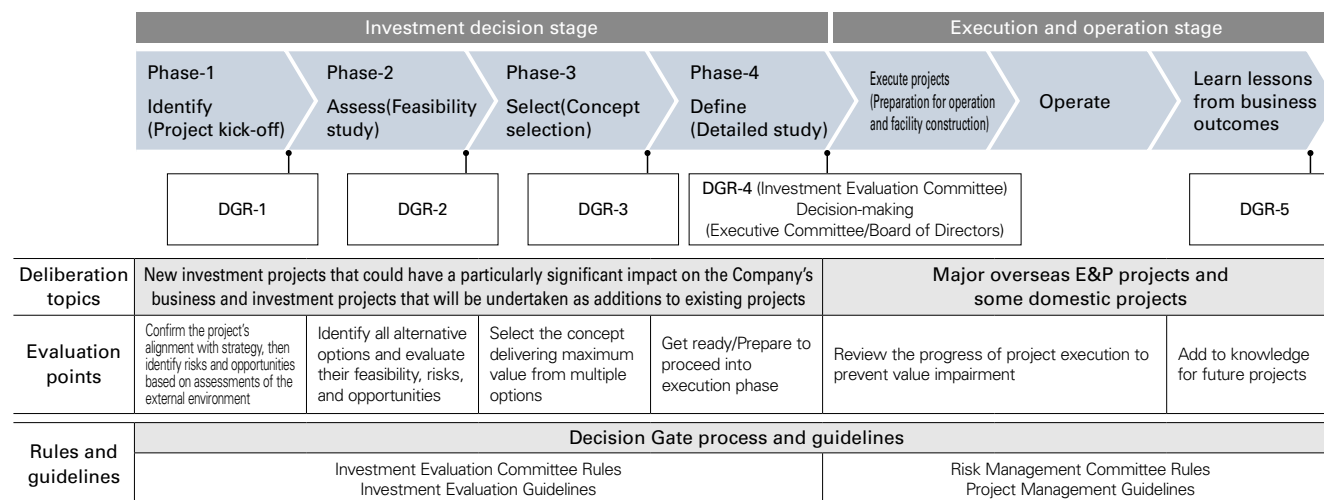 Investment decision stage
Execution and operation stage
Phase-1
Identify
(Project kick-off)
Phase-2
Assess(Feasibility
study)
Phase-3
Select(Concept
selection)
Phase-4
Define
(Detailed study)
Execute projects
(Preparation for operation
and facility construction)
Operate
Learn lessons
from business
outcomes
DGR-1
DGR-2
DGR-3
DGR-4 (Investment Evaluation Committee)
Decision-making
(Executive Committee/Board of Directors)
DGR-5
Deliberation
topics
New investment projects that could have a particularly significant impact on the Company's
business and investment projects that will be undertaken as additions to existing projects
Major overseas E&P projects and
some domestic projects
Evaluation
points
Confirm the project's
alignment with strategy, then
identify risks and opportunities
based on assessments of the
external environment
Identify all alternative
options and evaluate
their feasibility, risks,
and opportunities
Select the concept
delivering maximum
value from multiple
options
Get ready/Prepare to
proceed into
execution phase
Review the progress of project execution to
prevent value impairment
Add to knowledge
for future projects
Rules and
guidelines
Decision Gate process and guidelines
Investment Evaluation Committee Rules
Investment Evaluation Guidelines
Risk Management Committee Rules
Project Management Guidelines